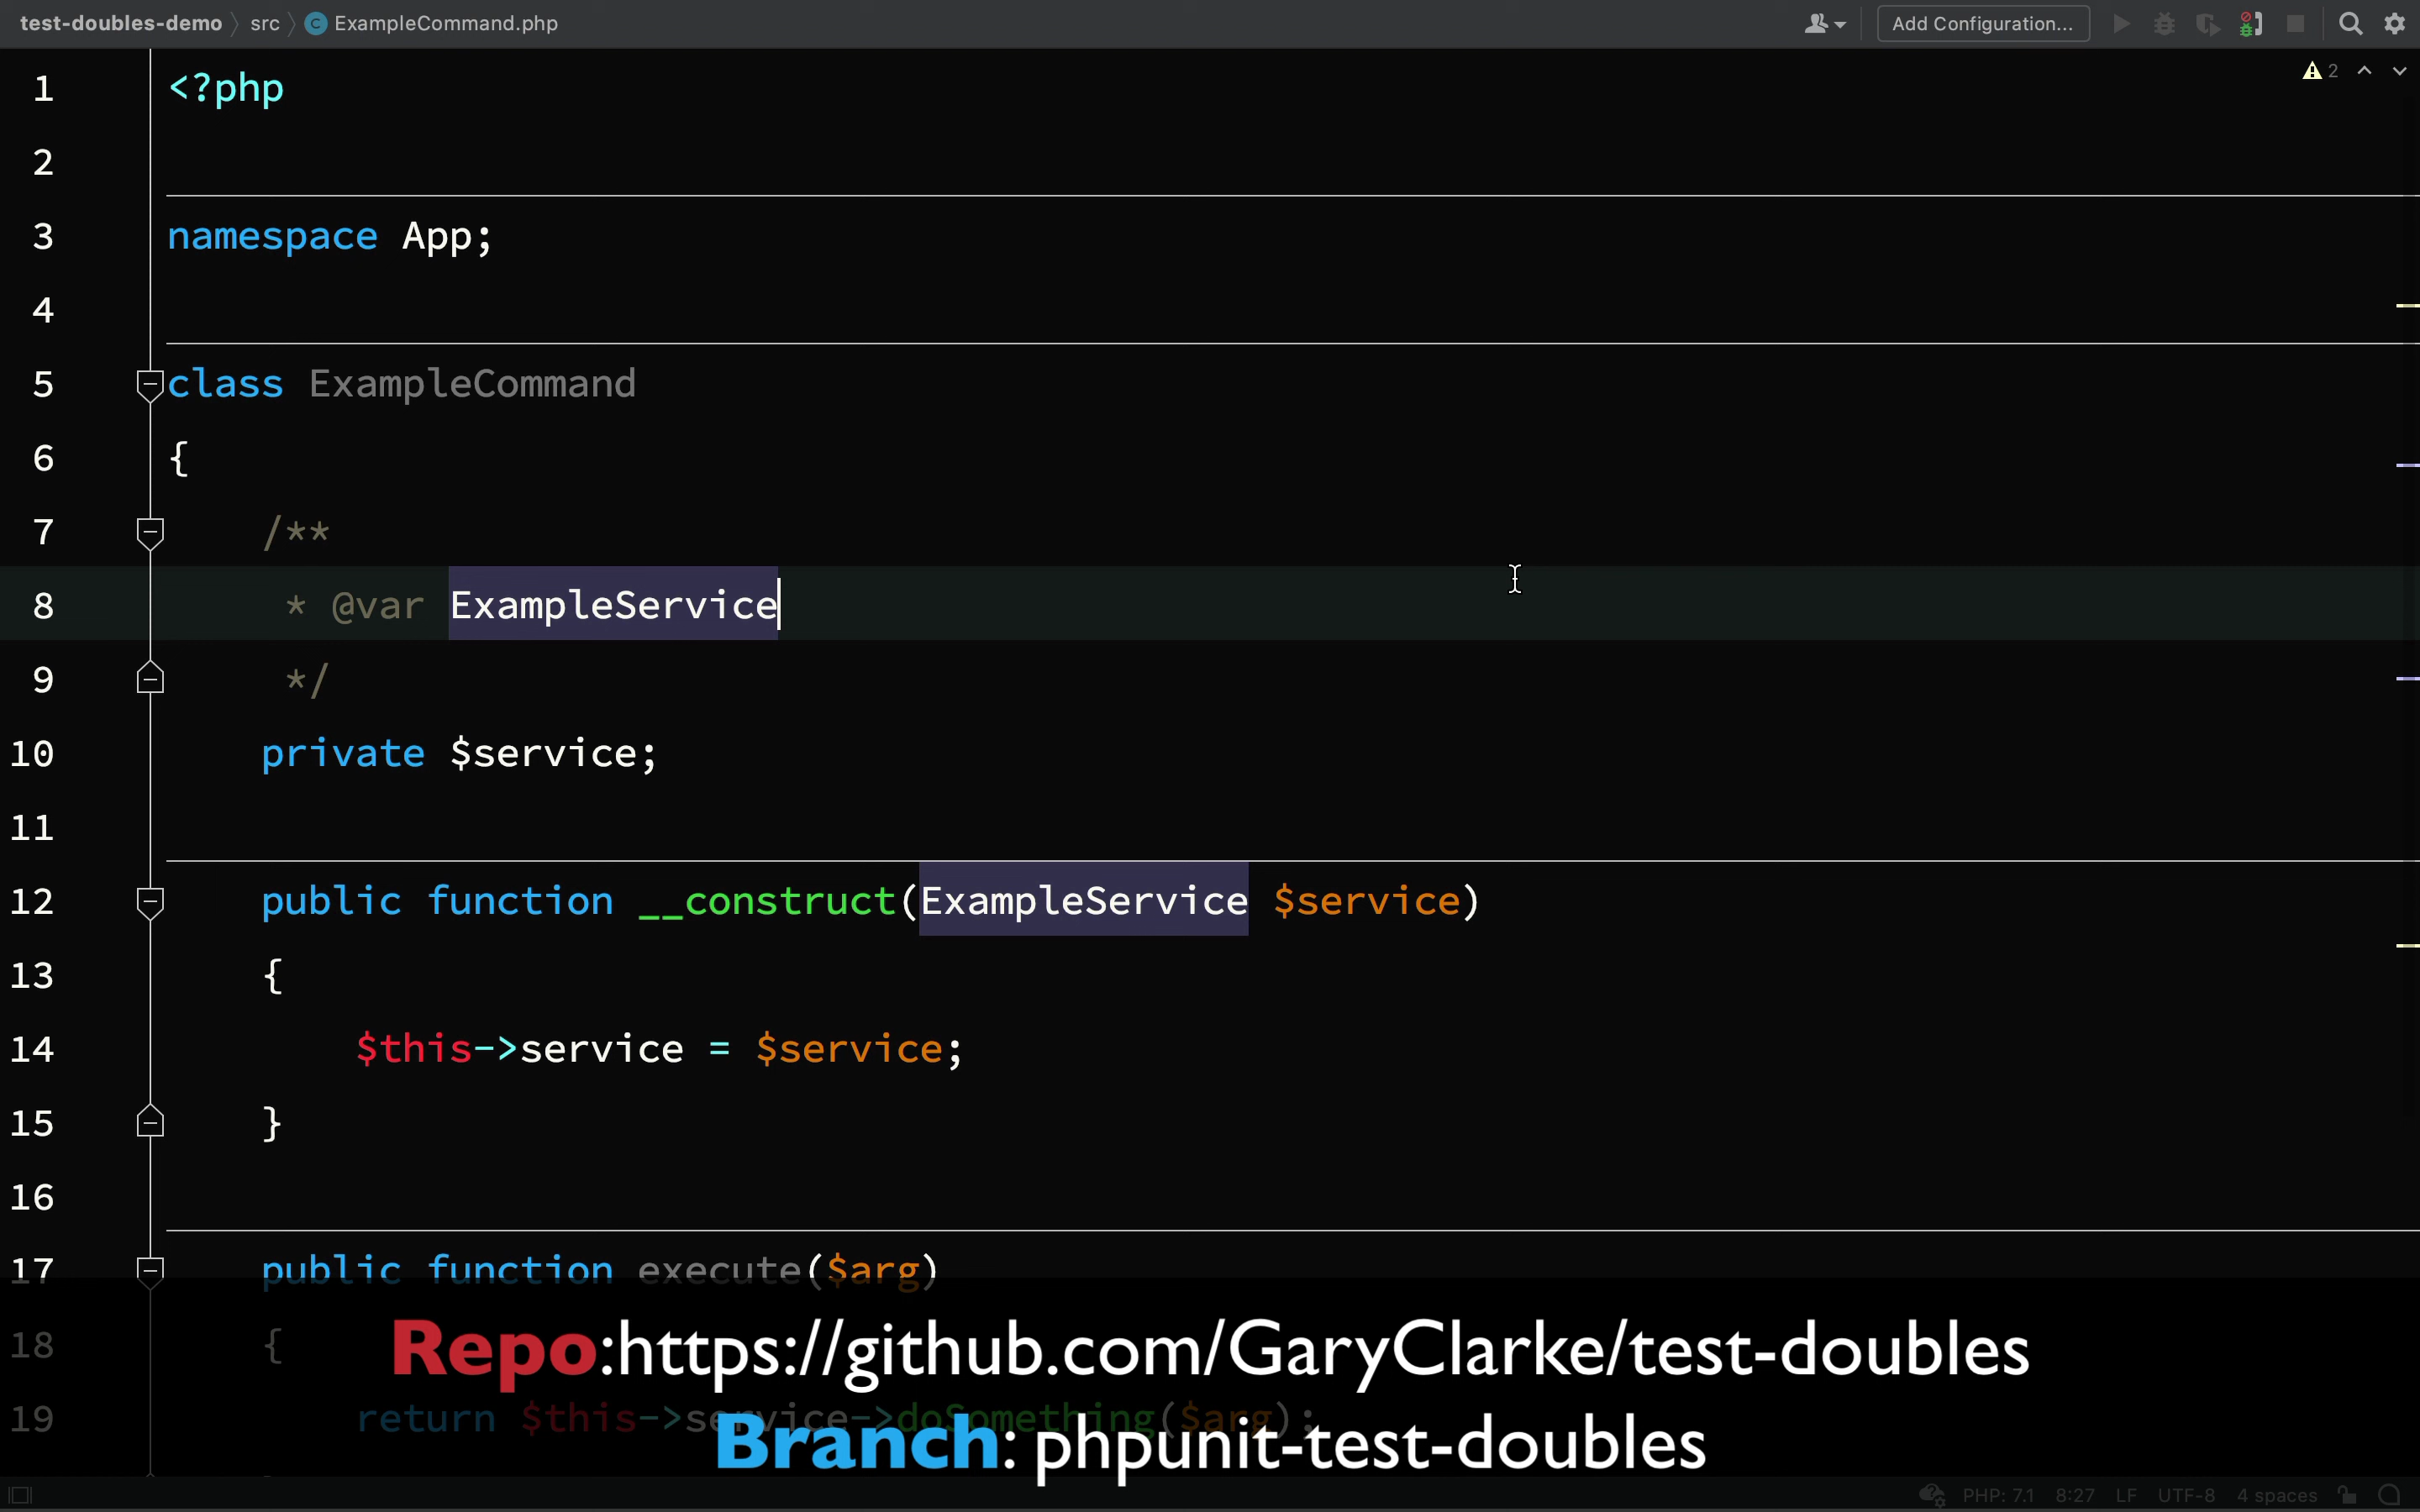 test-doubles-demo src C ExampleCommand.php Add Configuration...
2
1 <?php
2
3 namespace App;
4
5 class ExampleCommand
6 {
7 /**
8 * @var ExampleService
9 */
10 private $service;
11
12 public function __construct(ExampleService $service)
13 {
14 $this->service = $service;
15 }
16
17 public function execute($arg)
18 {
Repo:https://github.com/GaryClarke/test-doubles
19 return $this->service->doSomething($arg);
Branch: phpunit-test-doubles
PHP: 7.1 8:27 LF UTF-8 4 spaces